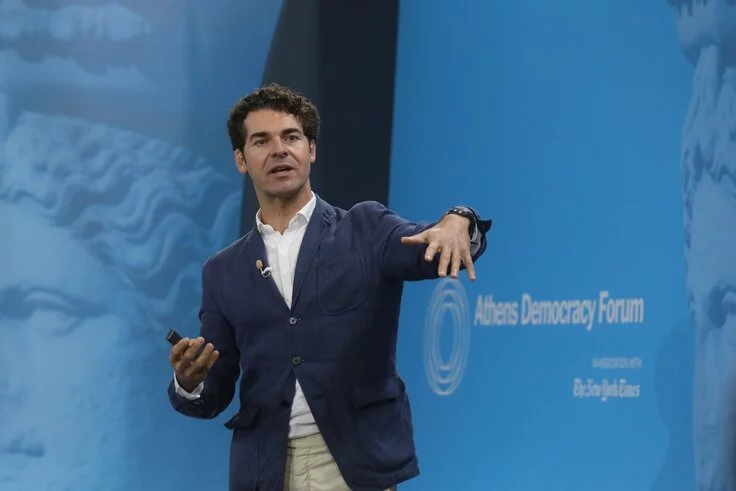 Athens Democracy Forum
IN ASSOCIATION WITH
The New York Times